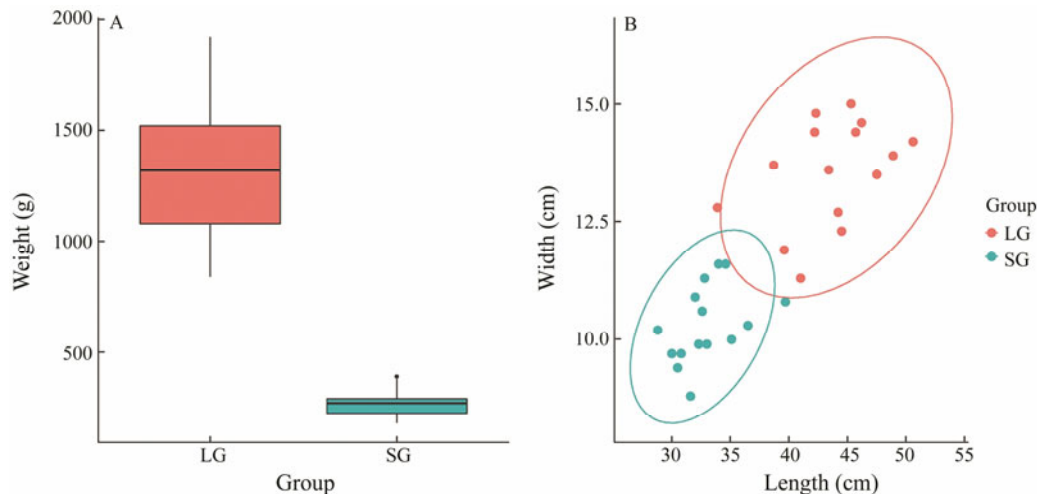 A
2000
1500
1000
500
Weight (g)
LG
SG
Group
B
15.0
12.5
10.0
Width (cm)
30
35
40
45
50
55
Length (cm)
Group
LG
SG